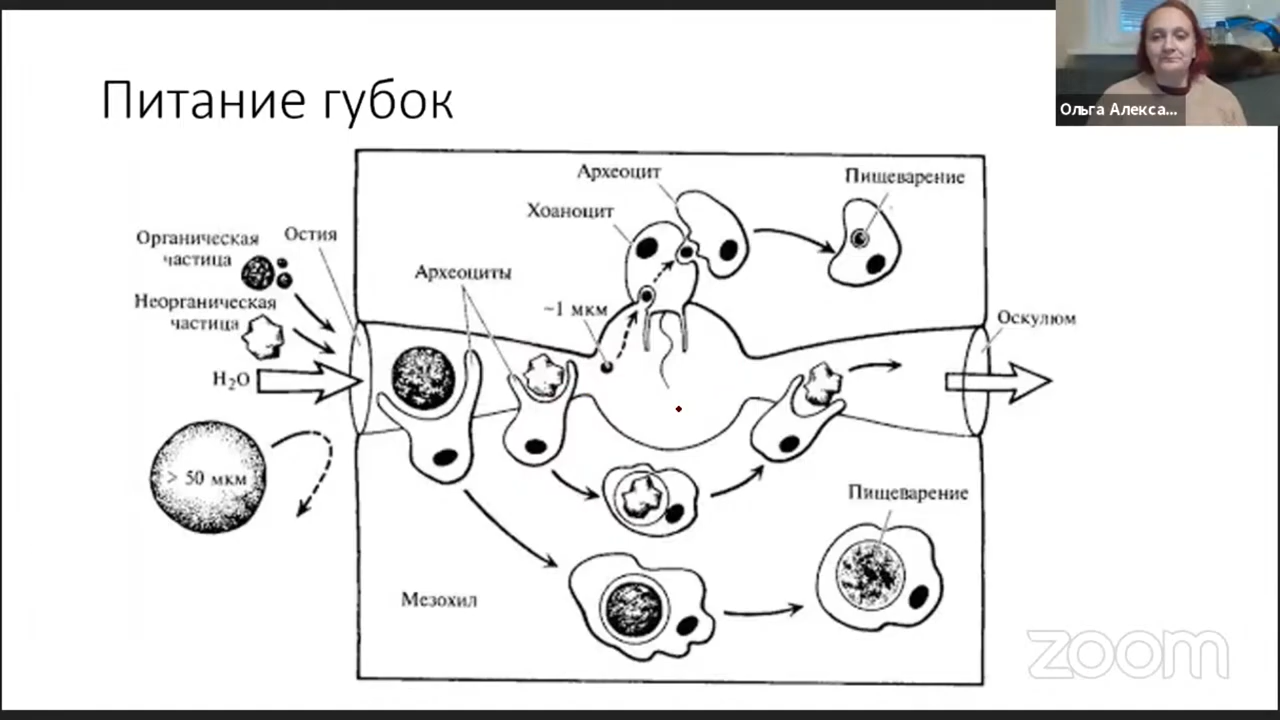 Питание губок
Ольга Алекса...
Археоцит
Пищеварение
Хоаноцит
Органическая
частица
Остия
Археоциты
Неорганическая
частица
~1 мкм
Оскулюм
H₂O
> 50 мкм
Пищеварение
Мезохил
zoom